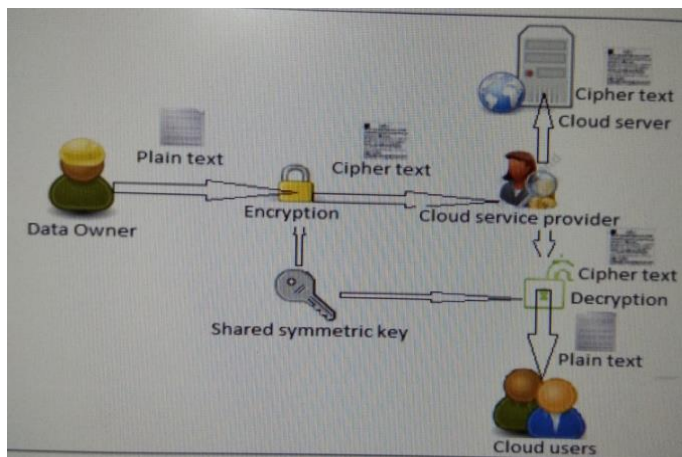 Cipher text
Cloud server
Plain text
Cipher text
Data Owner
Encryption
Cloud service provider
Cipher text
Decryption
Shared symmetric key
Plain text
Cloud users